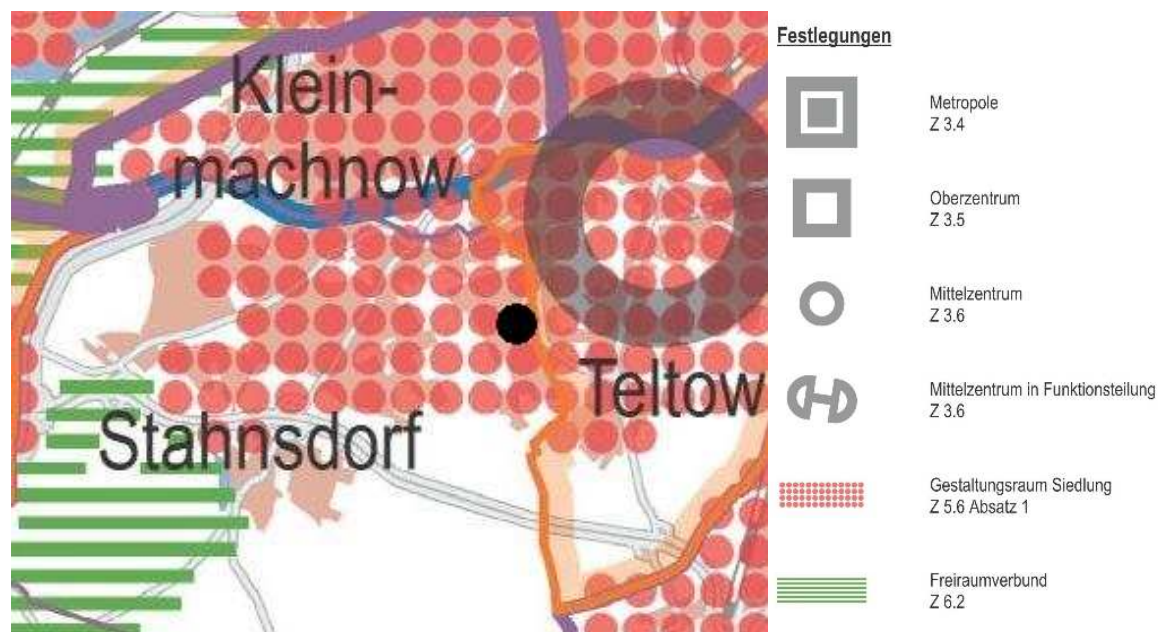 Klein-
machnow
Teltow
Stahnsdorf
Festlegungen
Metropole
Z 3.4
Oberzentrum
Z 3.5
Mittelzentrum
Z 3.6
Mittelzentrum in Funktionsteilung
Z 3.6
Gestaltungsraum Siedlung
Z 5.6 Absatz 1
Freiraumverbund
Z 6.2